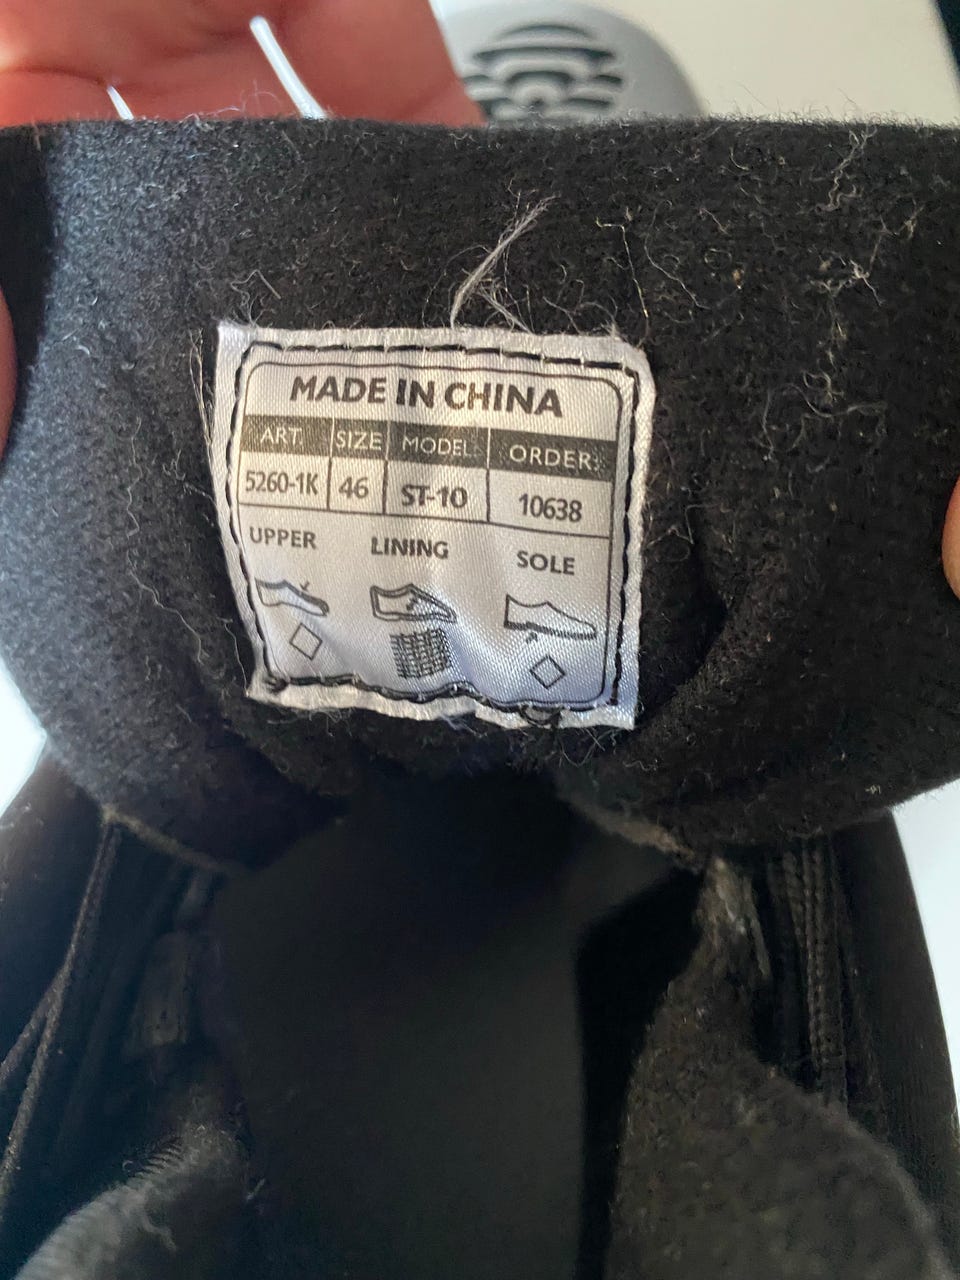 MADE IN CHINA
ART. SIZE MODEL: ORDER:
5260-1K 46 ST-10 10638
UPPER LINING SOLE